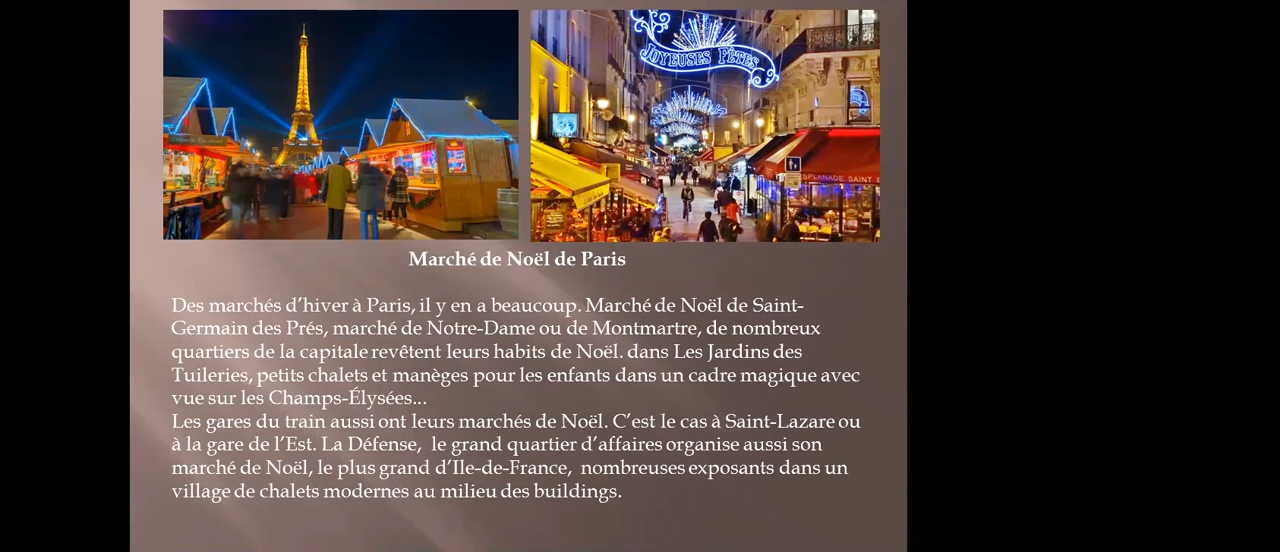 JOYEUSES FÊTES
ESPLANADE SAINT E
Marché de Noël de Paris
Des marchés d’hiver à Paris, il y en a beaucoup. Marché de Noël de Saint-
Germain des Prés, marché de Notre-Dame ou de Montmartre, de nombreux
quartiers de la capitale revêtent leurs habits de Noël. dans Les Jardins des
Tuileries, petits chalets et manèges pour les enfants dans un cadre magique avec
vue sur les Champs-Élysées...
Les gares du train aussi ont leurs marchés de Noël. C’est le cas à Saint-Lazare ou
à la gare de l’Est. La Défense, le grand quartier d’affaires organise aussi son
marché de Noël, le plus grand d’Ile-de-France, nombreuses exposants dans un
village de chalets modernes au milieu des buildings.